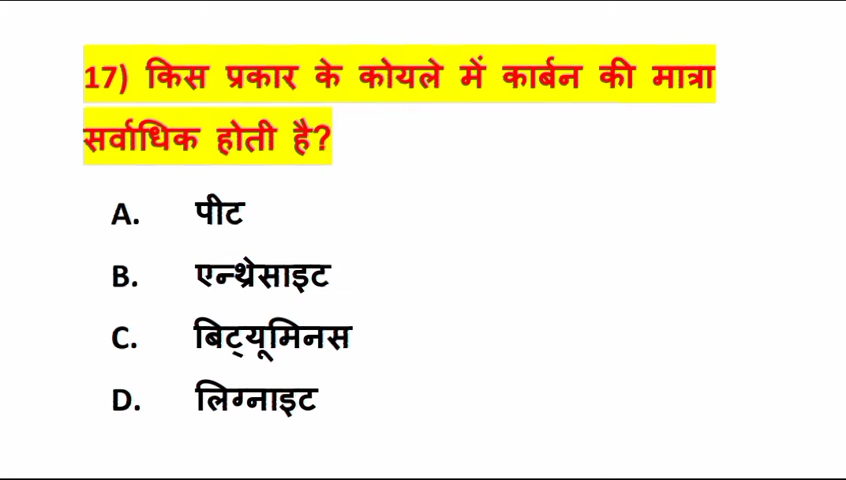 17) किस प्रकार के कोयले में कार्बन की मात्रा
सर्वाधिक होती है?
A. पीट
B. एन्थ्रेसाइट
C. बिट्यूमिनस
D. लिग्नाइट